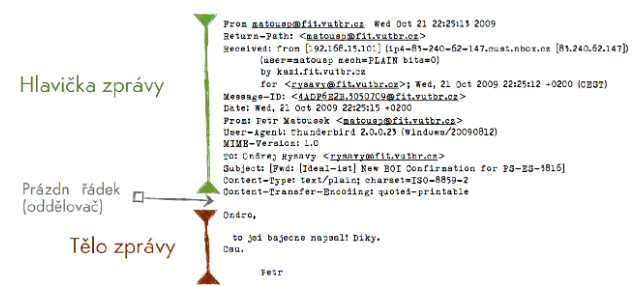 From matousp@fit.vutbr.cz Wed Oct 21 22:25:13 2009
Return-Path: <matousp@fit.vutbr.cz>
Received: from [192.168.15.101] (ip4-83-240-62-147.cust.nbox.cz [83.240.62.147])
(user=matousp mech=PLAIN bits=0)
by kazi.fit.vutbr.cz
for <rysavy@fit.vutbr.cz>; Wed, 21 Oct 2009 22:25:12 +0200 (CEST)
Hlavička zprávy
Message-ID: <4ADF6E2B.3050709@fit.vutbr.cz>
Date: Wed, 21 Oct 2009 22:25:15 +0200
From: Petr Matousek <matousp@fit.vutbr.cz>
User-Agent: Thunderbird 2.0.0.23 (Windows/20090812)
MIME-Version: 1.0
TO: Ondrej Rysavy <rysavy@fit.vutbr.cz>
Subject: [Fwd: [Ideal-ist] New EOI Confirmation for PS-ES-3816]
Content-Type: text/plain; charset=ISO-8859-2
Content-Transfer-Encoding: quoted-printable
Prázdn řádek
(oddělovač)
Ondro,
Tělo zprávy
to jsi bajecne napsal! Diky.
Cau.
Petr